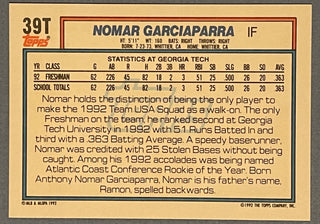 39T
Topps
NOMAR GARCIAPARRA IF
HT: 5'11" WT: 160 BATS: RIGHT THROWS: RIGHT
BORN: 7-23-73, WHITTIER, CA HOME: WHITTIER, CA
STATISTICS AT GEORGIA TECH
YR CLASS G AB R H 2B 3B HR RBI SB SLG BB SO AVG
92 FRESHMAN 62 226 45 82 18 2 3 51 25 .500 26 20 .363
SCHOOL TOTALS 62 226 45 82 18 2 3 51 25 .500 26 20 .363
Nomar holds the distinction of being the only player to
make the 1992 Team USA Squad as a walk-on. The only
Freshman on the team, he ranked second at Georgia
Tech University in 1992 with 51 Runs Batted In and
third with a .363 Batting Average. A speedy baserunner,
Nomar was credited with 25 Stolen Bases without being
caught. Among his 1992 accolades was being named
Atlantic Coast Conference Rookie of the Year. Born
Anthony Nomar Garciaparra, Nomar is his father's name,
Ramon, spelled backwards.
©MLB & MLBPA 1992
©1992 THE TOPPS COMPANY, INC.